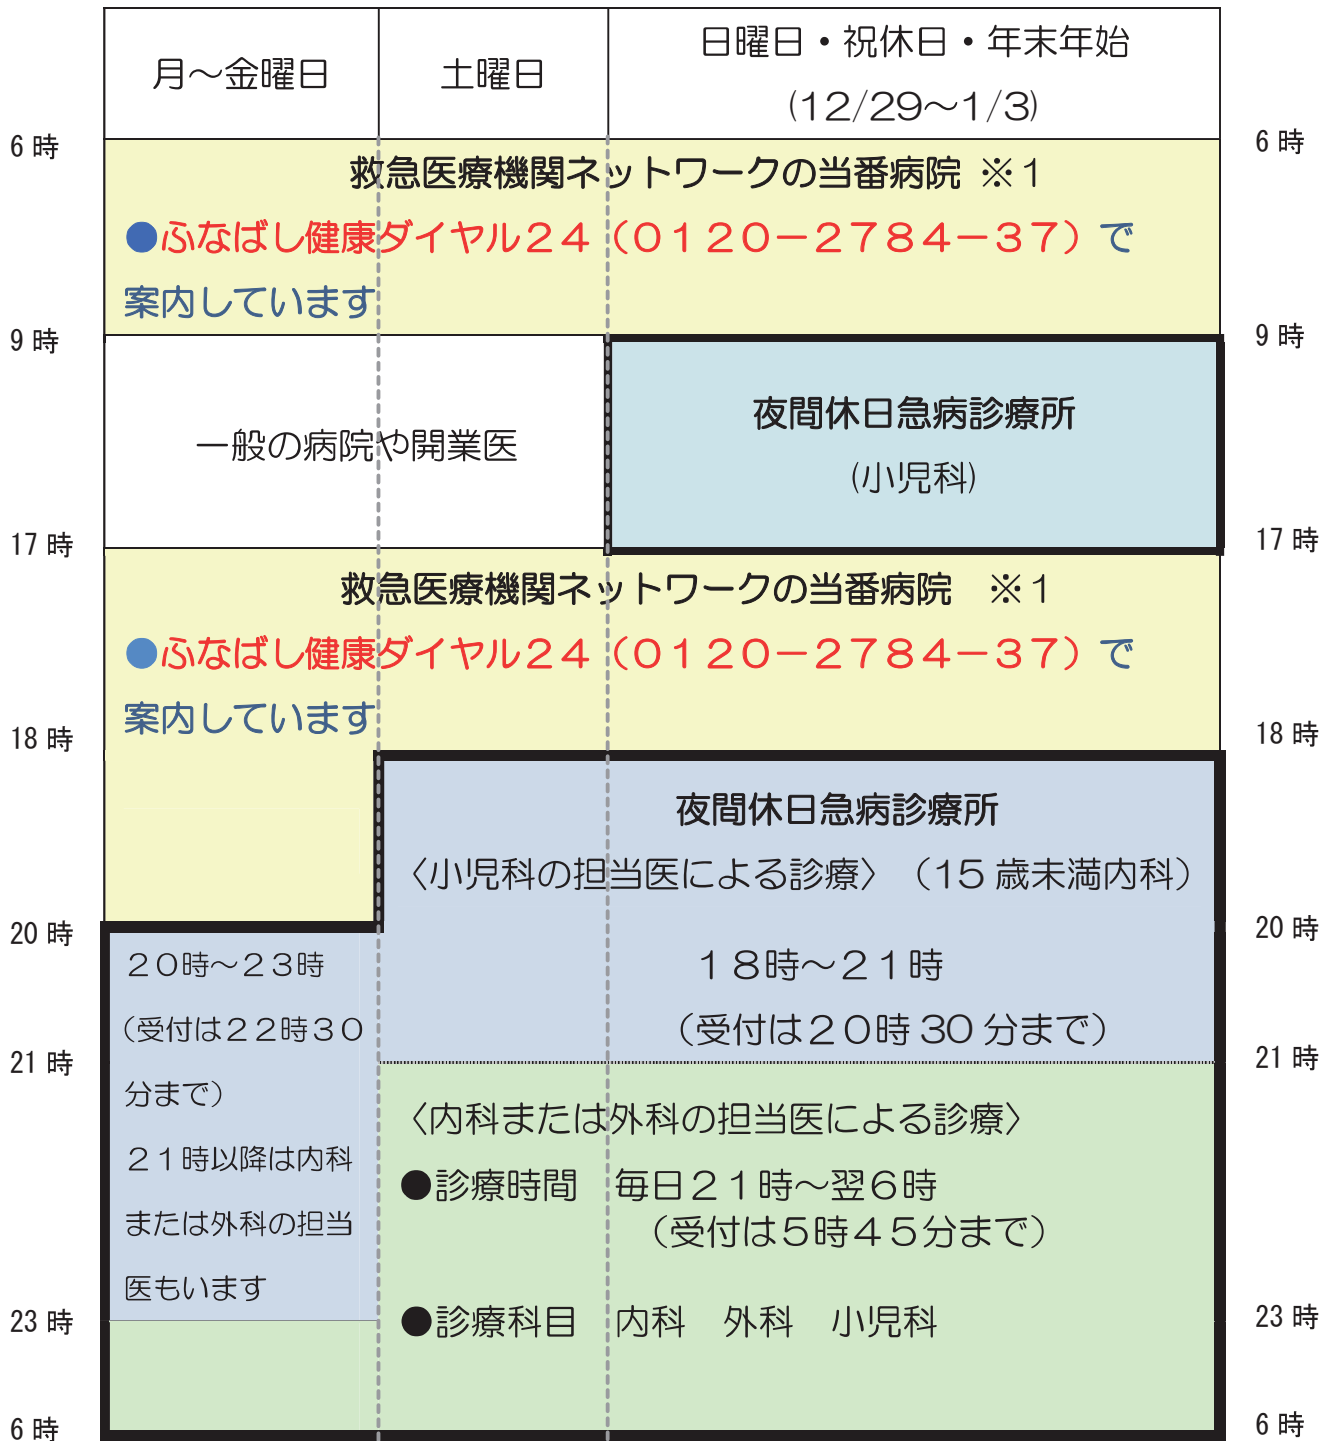 月～金曜日
土曜日
日曜日・祝休日・年末年始
(12/29～1/3)
6時
6時
救急医療機関ネットワークの当番病院 ※１
●ふなばし健康ダイヤル２４（０１２０－２７８４－３７）で
案内しています
9時
9時
一般の病院や開業医
夜間休日急病診療所
(小児科)
17時
17時
救急医療機関ネットワークの当番病院　※１
●ふなばし健康ダイヤル２４（０１２０－２７８４－３７）で
案内しています
18時
18時
夜間休日急病診療所
〈小児科の担当医による診療〉（15歳未満内科）
20時
20時
１８時～２１時
（受付は２０時30分まで）
２０時～２３時
（受付は２２時３０
分まで）
２１時以降は内科
または外科の担当
医もいます
21時
21時
〈内科または外科の担当医による診療〉
●診療時間　毎日２１時～翌６時
（受付は５時４５分まで）
●診療科目　内科　外科　小児科
23時
23時
6時
6時